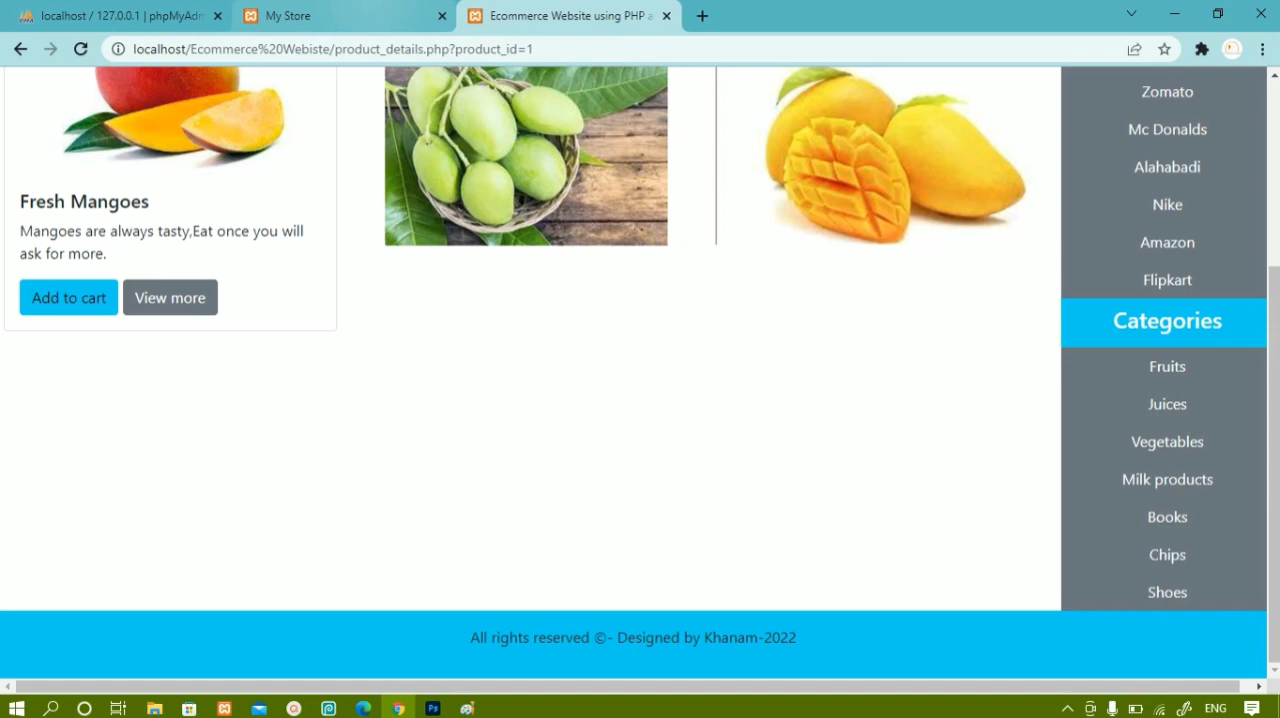 localhost / 127.0.0.1 | phpMyAdm
My Store
Ecommerce Website using PHP a
localhost/Ecommerce%20Webiste/product_details.php?product_id=1
Fresh Mangoes
Mangoes are always tasty,Eat once you will
ask for more.
Add to cart
View more
Zomato
Mc Donalds
Alahabadi
Nike
Amazon
Flipkart
Categories
Fruits
Juices
Vegetables
Milk products
Books
Chips
Shoes
All rights reserved ©- Designed by Khanam-2022
Ps
ENG